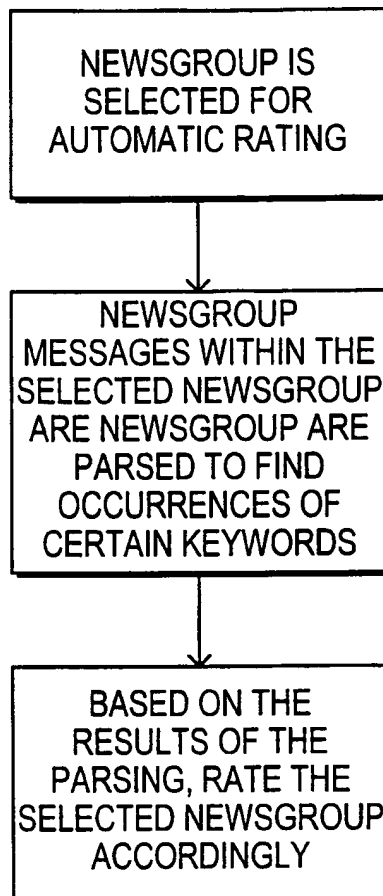 NEWSGROUP IS
SELECTED FOR
AUTOMATIC RATING
NEWSGROUP
MESSAGES WITHIN THE
SELECTED NEWSGROUP
ARE NEWSGROUP ARE
PARSED TO FIND
OCCURRENCES OF
CERTAIN KEYWORDS
BASED ON THE
RESULTS OF THE
PARSING, RATE THE
SELECTED NEWSGROUP
ACCORDINGLY